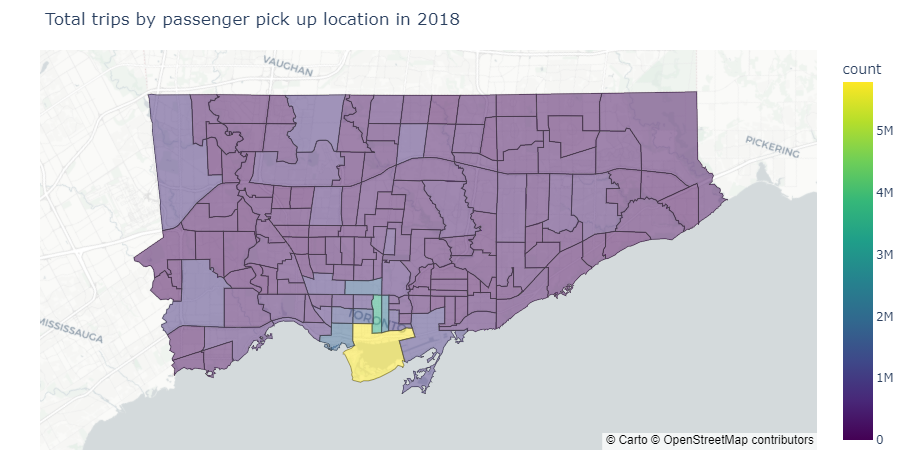 Total trips by passenger pick up location in 2018
VAUGHAN
count
5M
PICKERING
4M
3M
TORONTO
2M
MISSISSAUGA
1M
0
© Carto © OpenStreetMap contributors